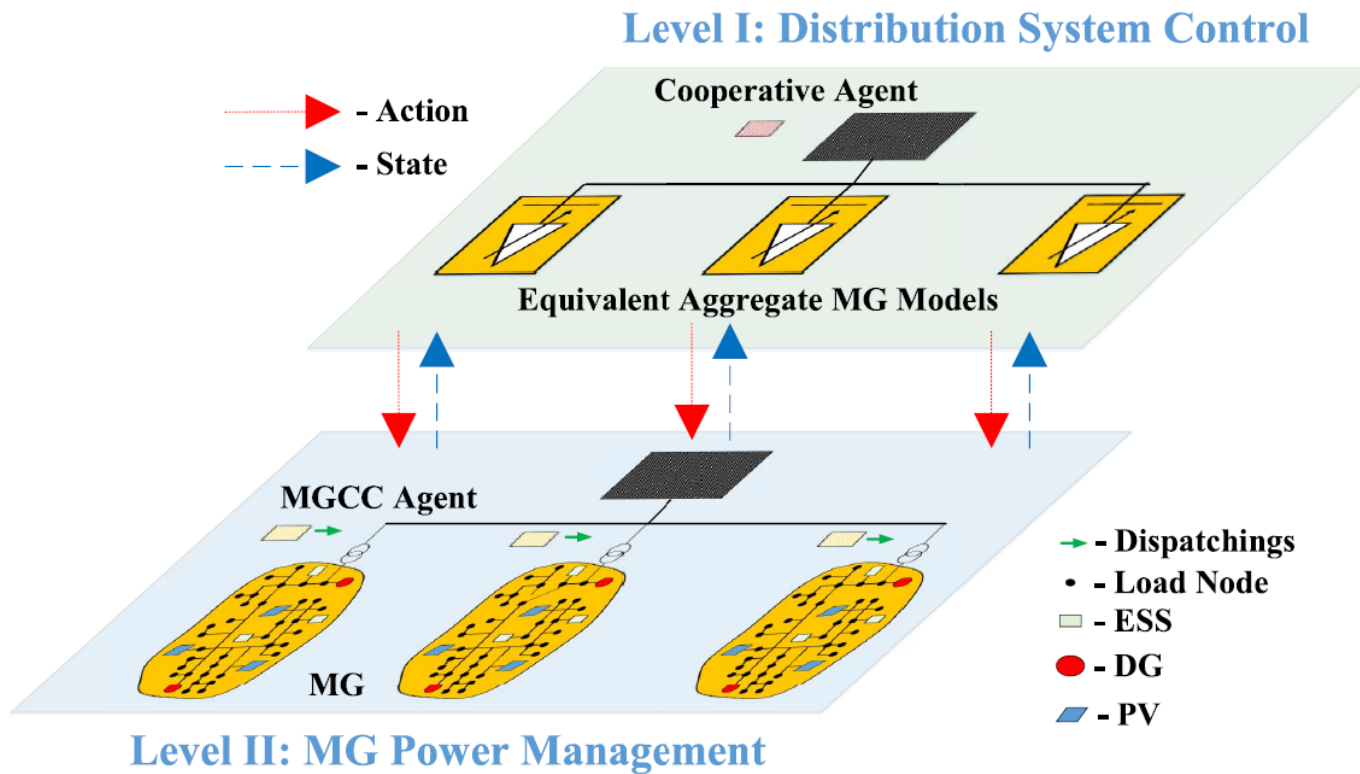 Level I: Distribution System Control
Cooperative Agent
- Action
- State
Equivalent Aggregate MG Models
MGCC Agent
- Dispatchings
- Load Node
- ESS
- DG
- PV
MG
Level II: MG Power Management